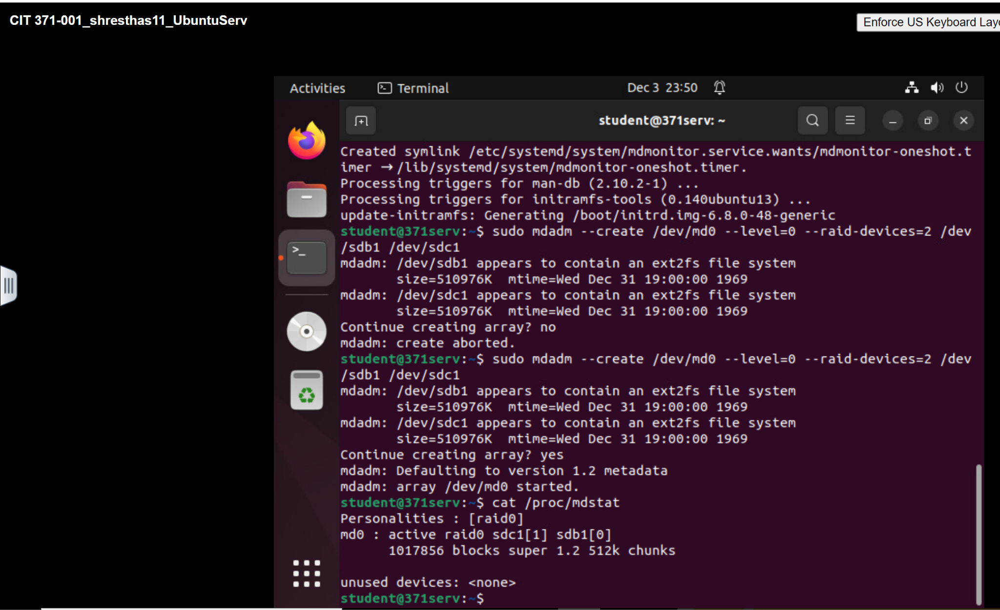 CIT 371-001_shresthas11_UbuntuServ
Enforce US Keyboard Lay
Activities
Terminal
Dec 3 23:50
student@371serv: ~
Created symlink /etc/systemd/system/mdmonitor.service.wants/mdmonitor-oneshot.t
imer → /lib/systemd/system/mdmonitor-oneshot.timer.
Processing triggers for man-db (2.10.2-1) ...
Processing triggers for initramfs-tools (0.140ubuntu13) ...
update-initramfs: Generating /boot/initrd.img-6.8.0-48-generic
student@371serv:~$ sudo mdadm --create /dev/md0 --level=0 --raid-devices=2 /dev
/sdb1 /dev/sdc1
mdadm: /dev/sdb1 appears to contain an ext2fs file system
       size=510976K  mtime=Wed Dec 31 19:00:00 1969
mdadm: /dev/sdc1 appears to contain an ext2fs file system
       size=510976K  mtime=Wed Dec 31 19:00:00 1969
Continue creating array? no
mdadm: create aborted.
student@371serv:~$ sudo mdadm --create /dev/md0 --level=0 --raid-devices=2 /dev
/sdb1 /dev/sdc1
mdadm: /dev/sdb1 appears to contain an ext2fs file system
       size=510976K  mtime=Wed Dec 31 19:00:00 1969
mdadm: /dev/sdc1 appears to contain an ext2fs file system
       size=510976K  mtime=Wed Dec 31 19:00:00 1969
Continue creating array? yes
mdadm: Defaulting to version 1.2 metadata
mdadm: array /dev/md0 started.
student@371serv:~$ cat /proc/mdstat
Personalities : [raid0]
md0 : active raid0 sdc1[1] sdb1[0]
      1017856 blocks super 1.2 512k chunks
unused devices: <none>
student@371serv:~$